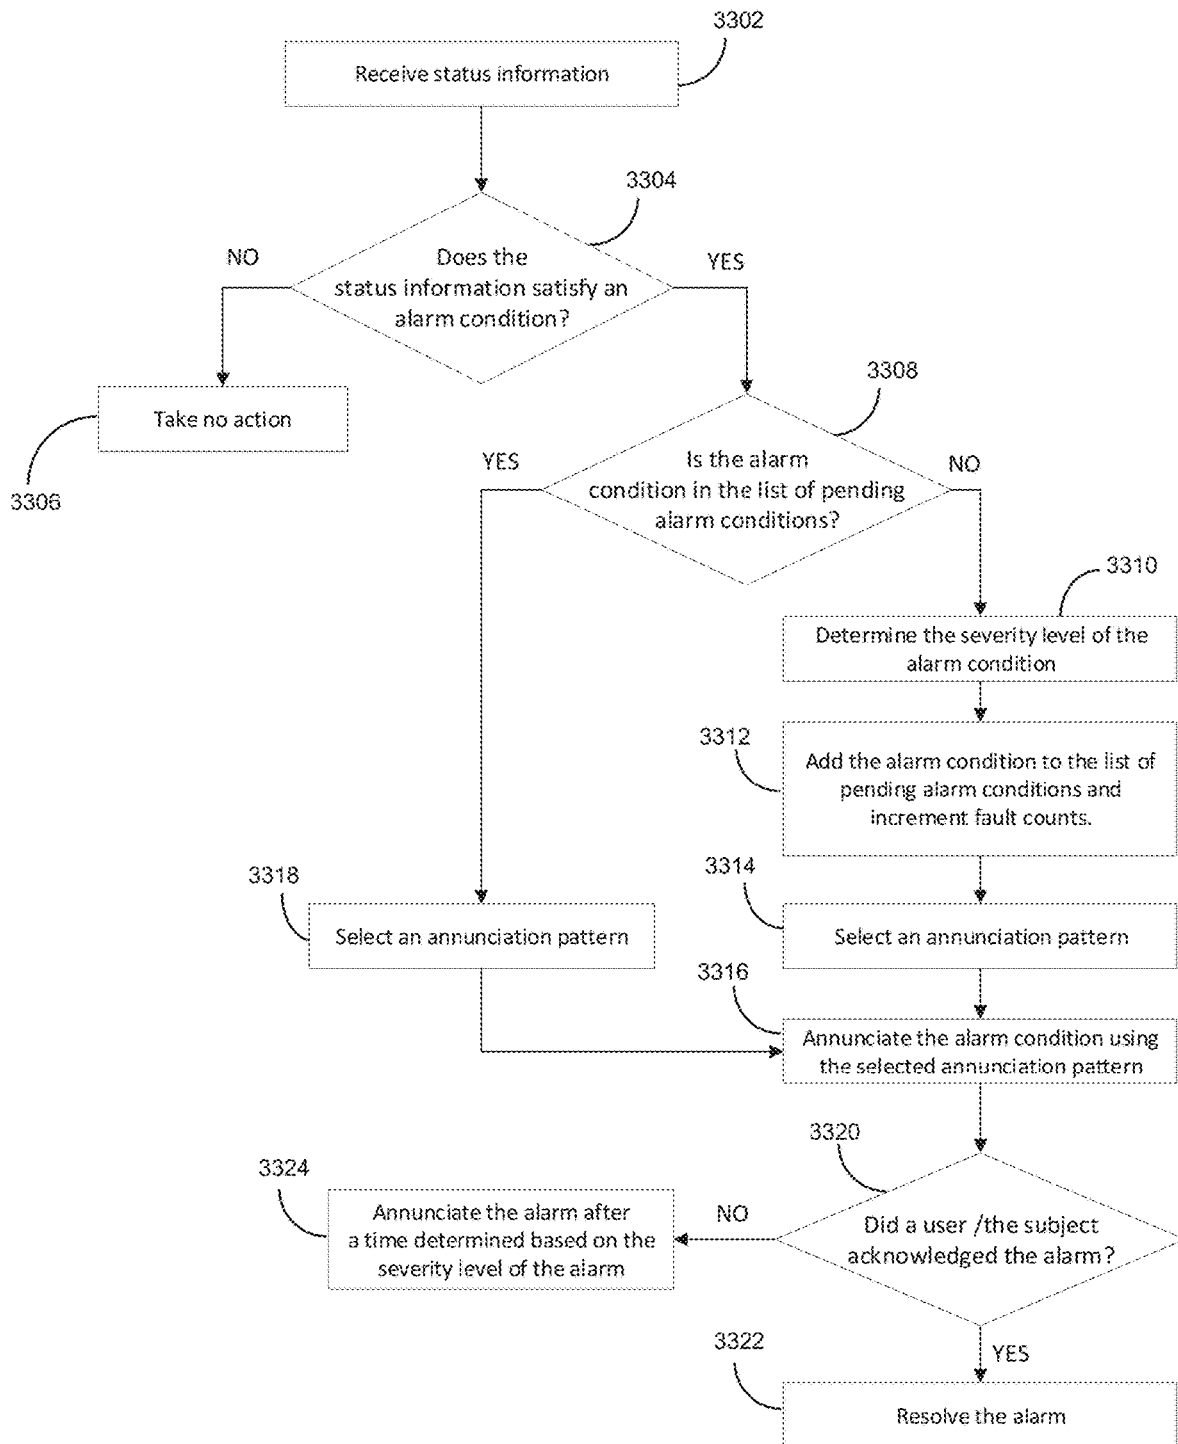 3302
Receive status information
3304
NO
YES
Does the
status information satisfy an
alarm condition?
3308
Take no action
3306
YES
NO
Is the alarm
condition in the list of pending
alarm conditions?
3310
Determine the severity level of the
alarm condition
3312
Add the alarm condition to the list of
pending alarm conditions and
increment fault counts.
3318
3314
Select an annunciation pattern
Select an annunciation pattern
3316
Annunciate the alarm condition using
the selected annunciation pattern
3320
3324
NO
Annunciate the alarm after
a time determined based on the
severity level of the alarm
Did a user /the subject
acknowledged the alarm?
3322
YES
Resolve the alarm